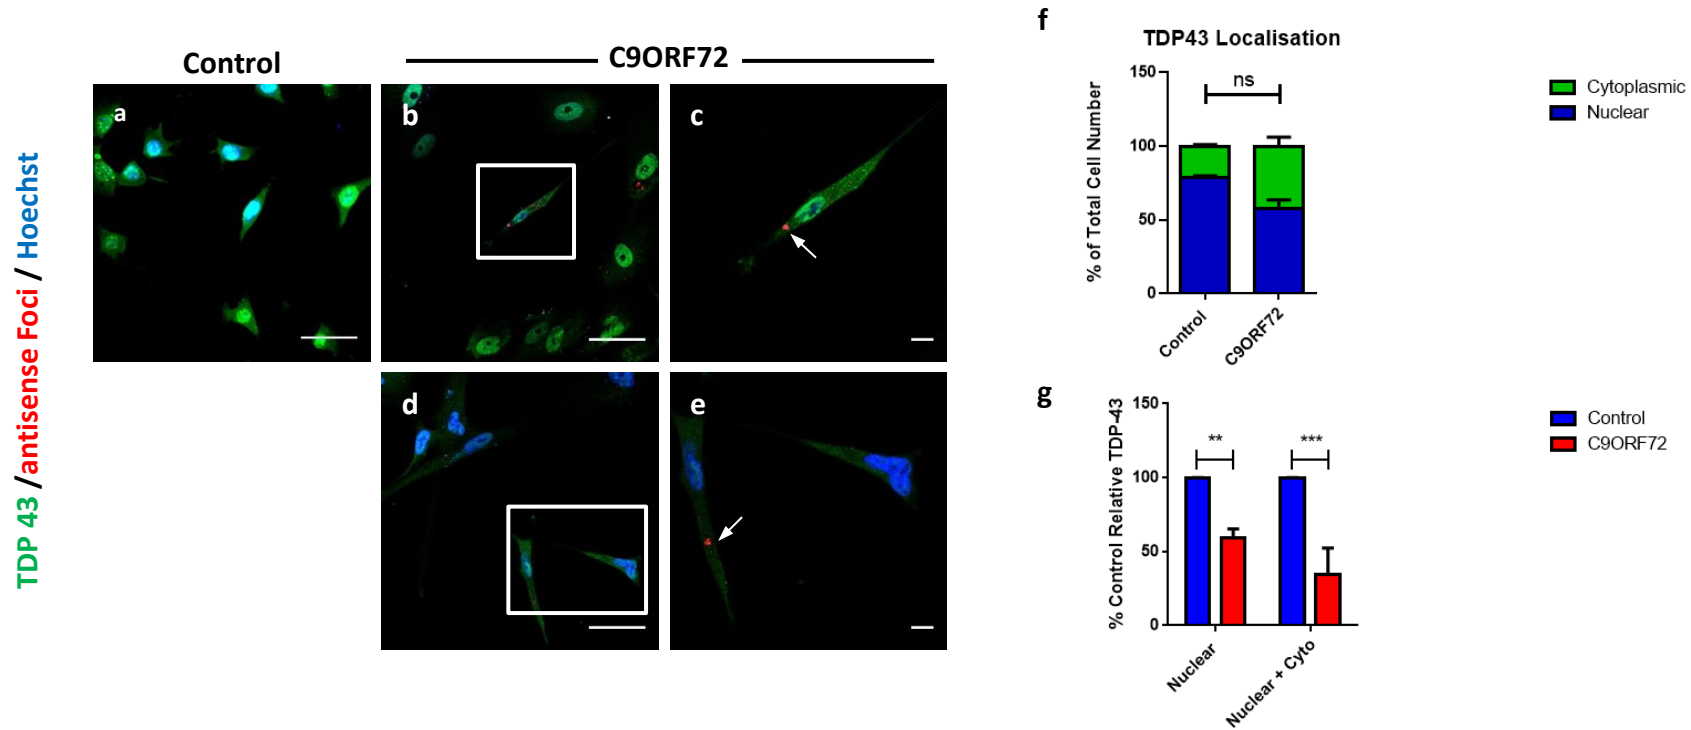 TDP 43 /antisense Foci / Hoechst
Control
C9ORF72
a
b
c
d
e
f
TDP43 Localisation
% of Total Cell Number
150
100
50
0
ns
Control
C9ORF72
Cytoplasmic
Nuclear
g
% Control Relative TDP-43
150
100
50
0
**
***
Nuclear
Nuclear + Cyto
Control
C9ORF72